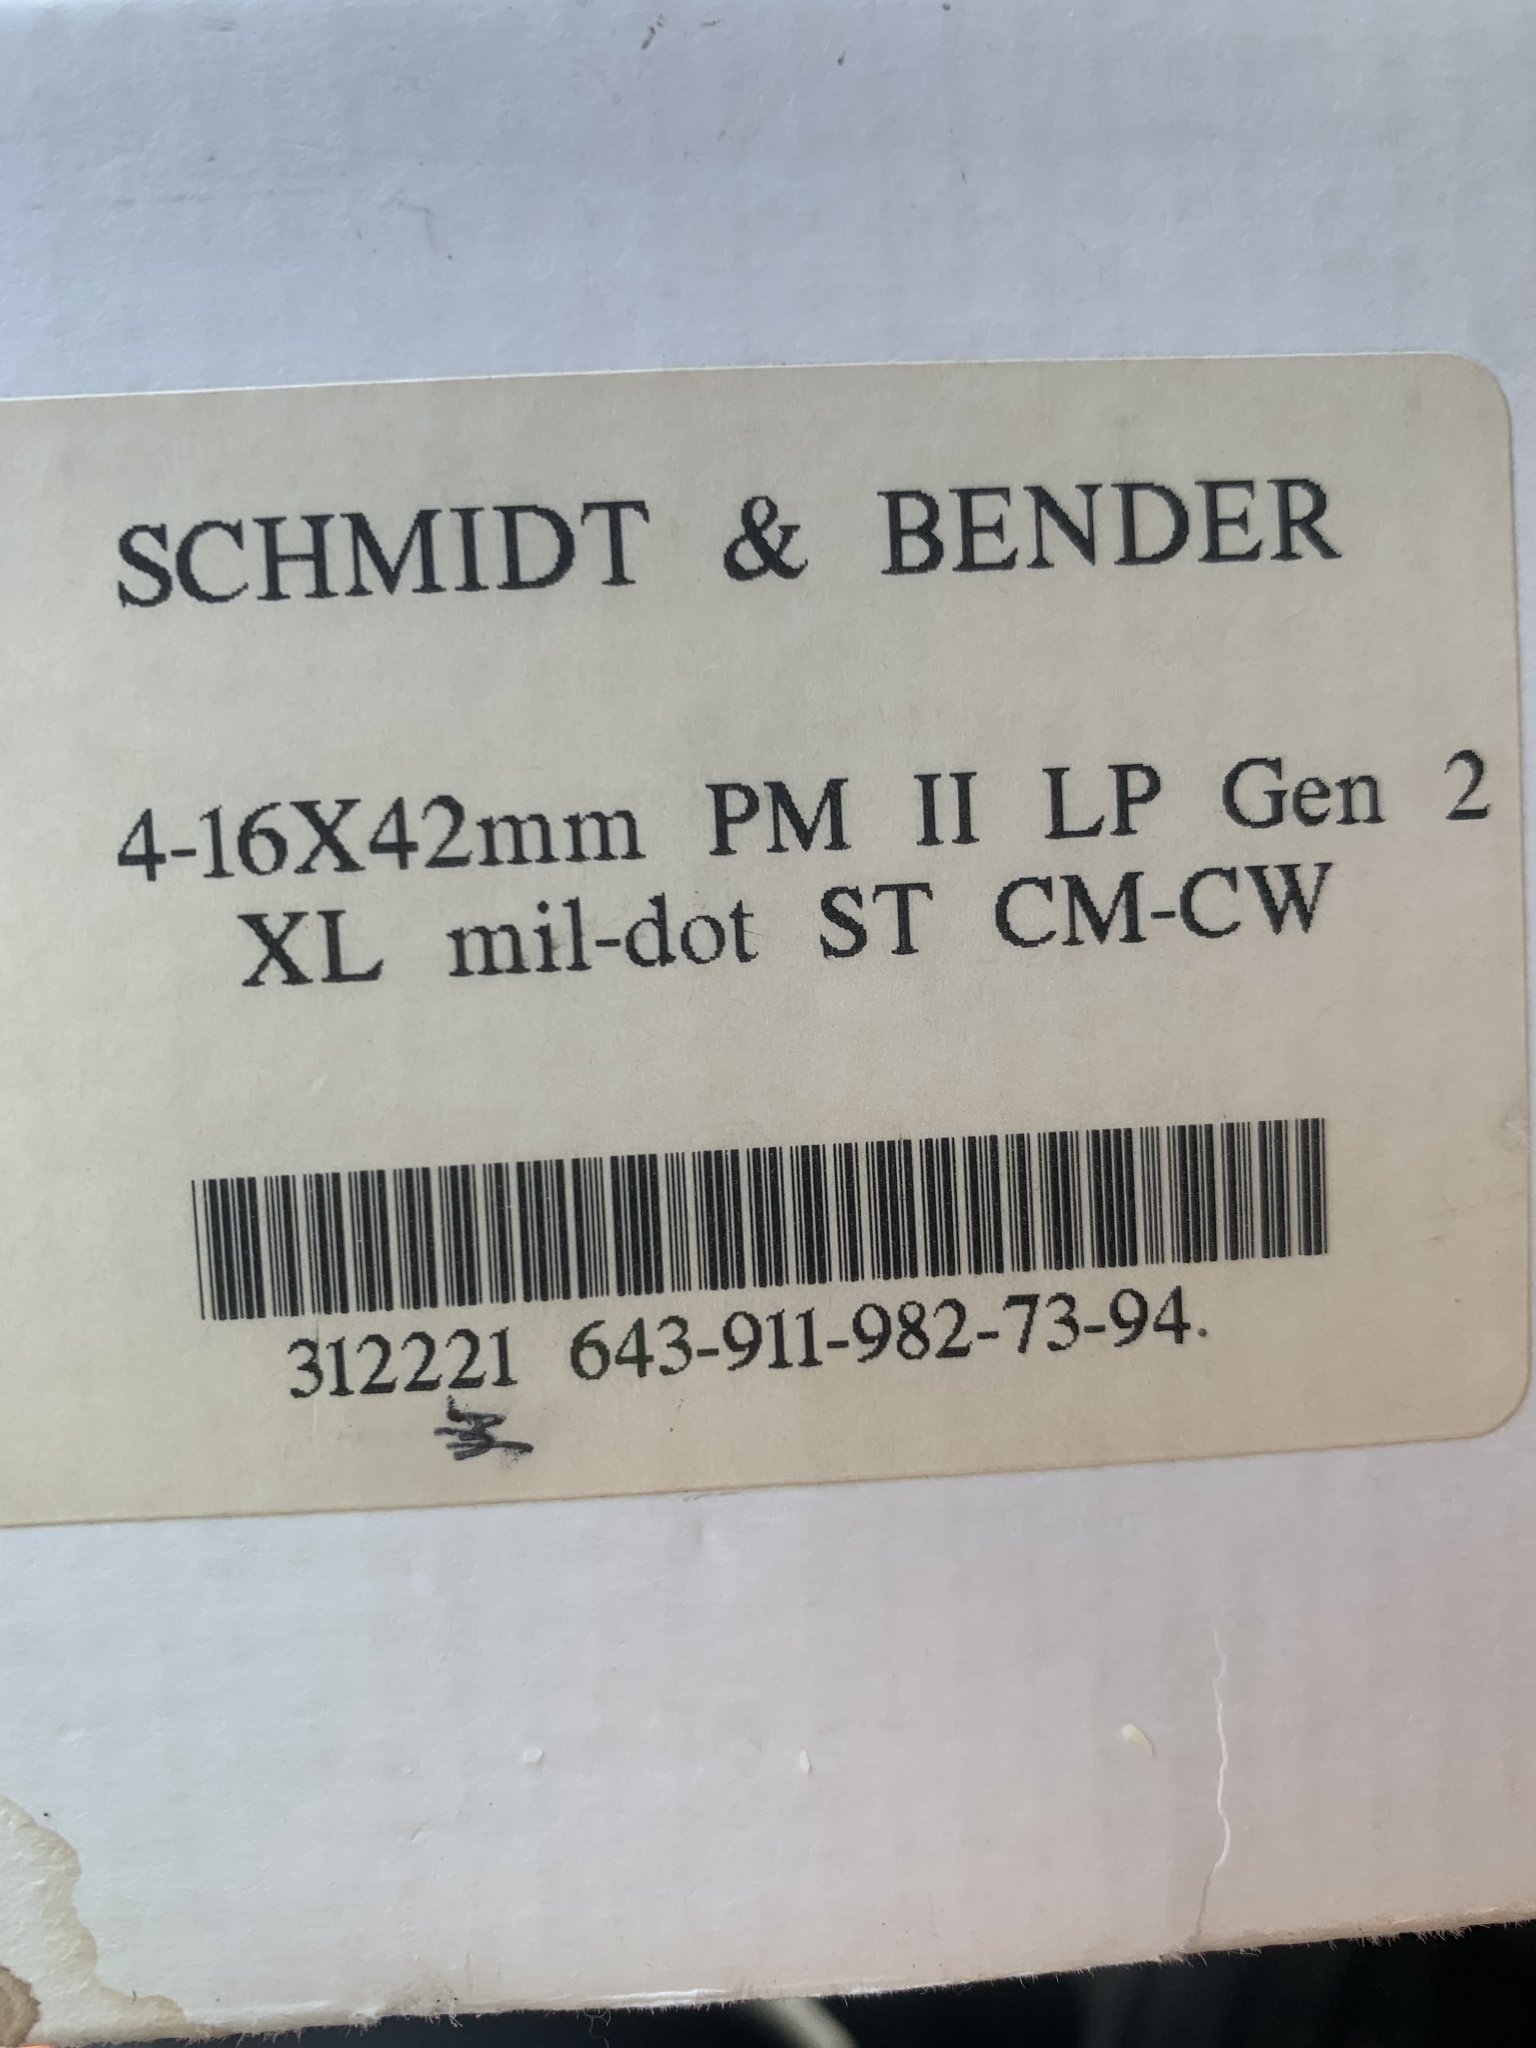 SCHMIDT & BENDER
4-16X42mm PM II LP Gen 2
XL mil-dot ST CM-CW
312221 643-911-982-73-94.